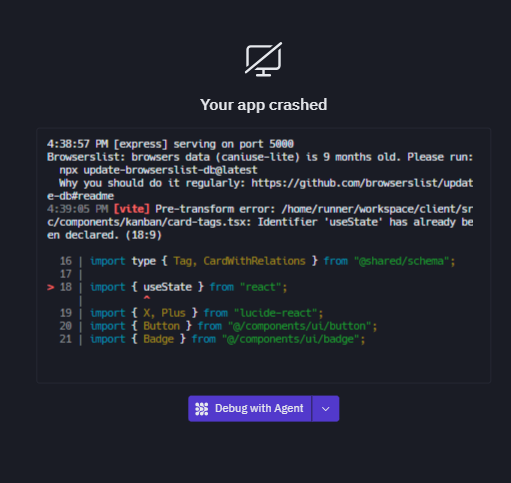 Your app crashed
4:38:57 PM [express] serving on port 5000
Browserslist: browsers data (caniuse-lite) is 9 months old. Please run:
  npx update-browserslist-db@latest
  Why you should do it regularly: https://github.com/browserslist/updat
e-db#readme
4:39:05 PM [vite] Pre-transform error: /home/runner/workspace/client/sr
c/components/kanban/card-tags.tsx: Identifier 'useState' has already be
en declared. (18:9)
  16 | import type { Tag, CardWithRelations } from "@shared/schema";
  17 |
> 18 | import { useState } from "react";
     |          ^
  19 | import { X, Plus } from "lucide-react";
  20 | import { Button } from "@/components/ui/button";
  21 | import { Badge } from "@/components/ui/badge";
Debug with Agent